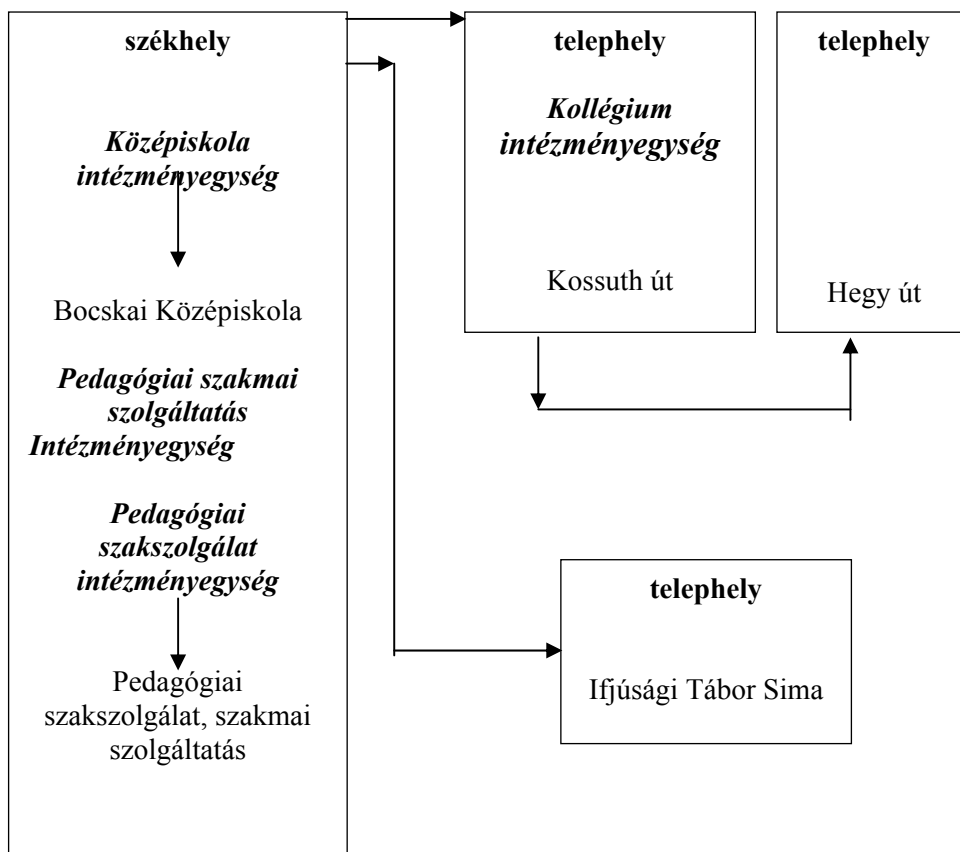 székhely
Középiskola
intézményegység
Bocskai Középiskola
Pedagógiai szakmai
szolgáltatás
Intézményegység
Pedagógiai
szakszolgálat
intézményegység
Pedagógiai
szakszolgálat, szakmai
szolgáltatás
telephely
Kollégium
intézményegység
Kossuth út
telephely
Hegy út
telephely
Ifjúsági Tábor Sima